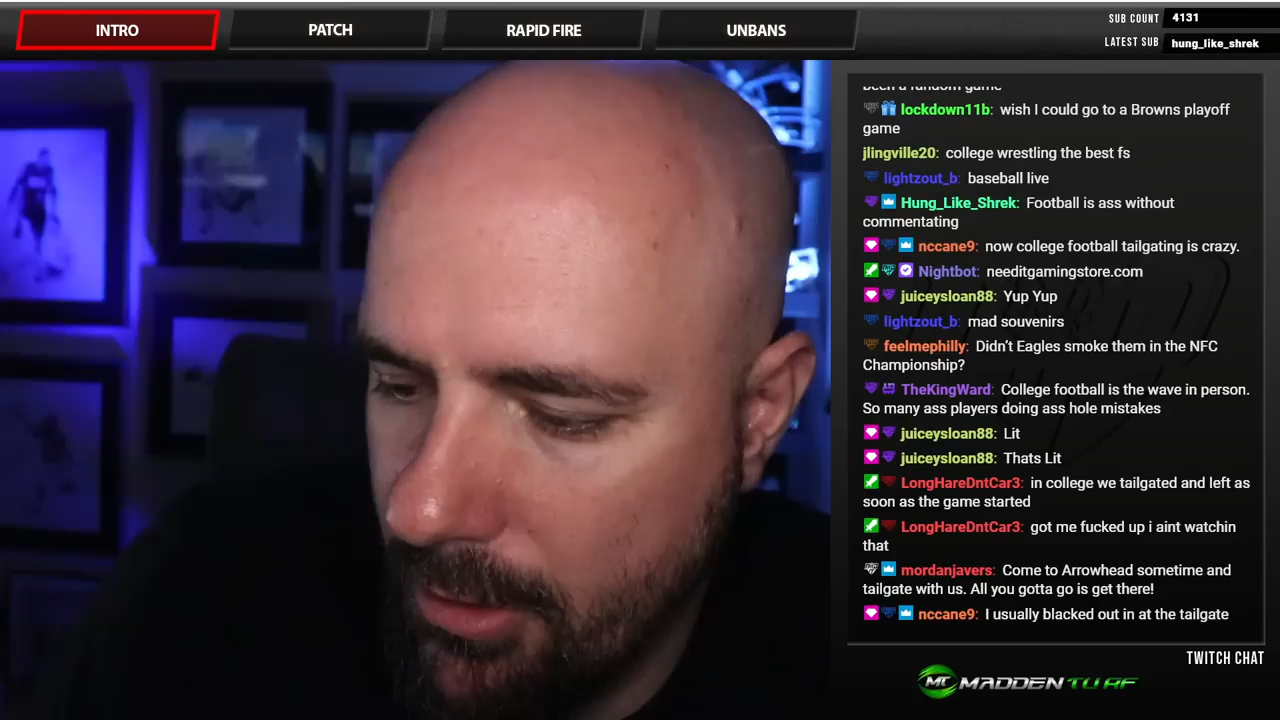 INTRO
PATCH
RAPID FIRE
UNBANS
SUB COUNT 4131
LATEST SUB hung_like_shrek
been a random game
lockdown11b: wish I could go to a Browns playoff
game
jlingville20: college wrestling the best fs
lightzout_b: baseball live
Hung_Like_Shrek: Football is ass without
commentating
nccane9: now college football tailgating is crazy.
Nightbot: needitgamingstore.com
juiceysloan88: Yup Yup
lightzout_b: mad souvenirs
feelmephilly: Didn't Eagles smoke them in the NFC
Championship?
TheKingWard: College football is the wave in person.
So many ass players doing ass hole mistakes
juiceysloan88: Lit
juiceysloan88: Thats Lit
LongHareDntCar3: in college we tailgated and left as
soon as the game started
LongHareDntCar3: got me fucked up i aint watchin
that
mordanjavers: Come to Arrowhead sometime and
tailgate with us. All you gotta go is get there!
nccane9: I usually blacked out in at the tailgate
TWITCH CHAT
MT MADDEN TURF